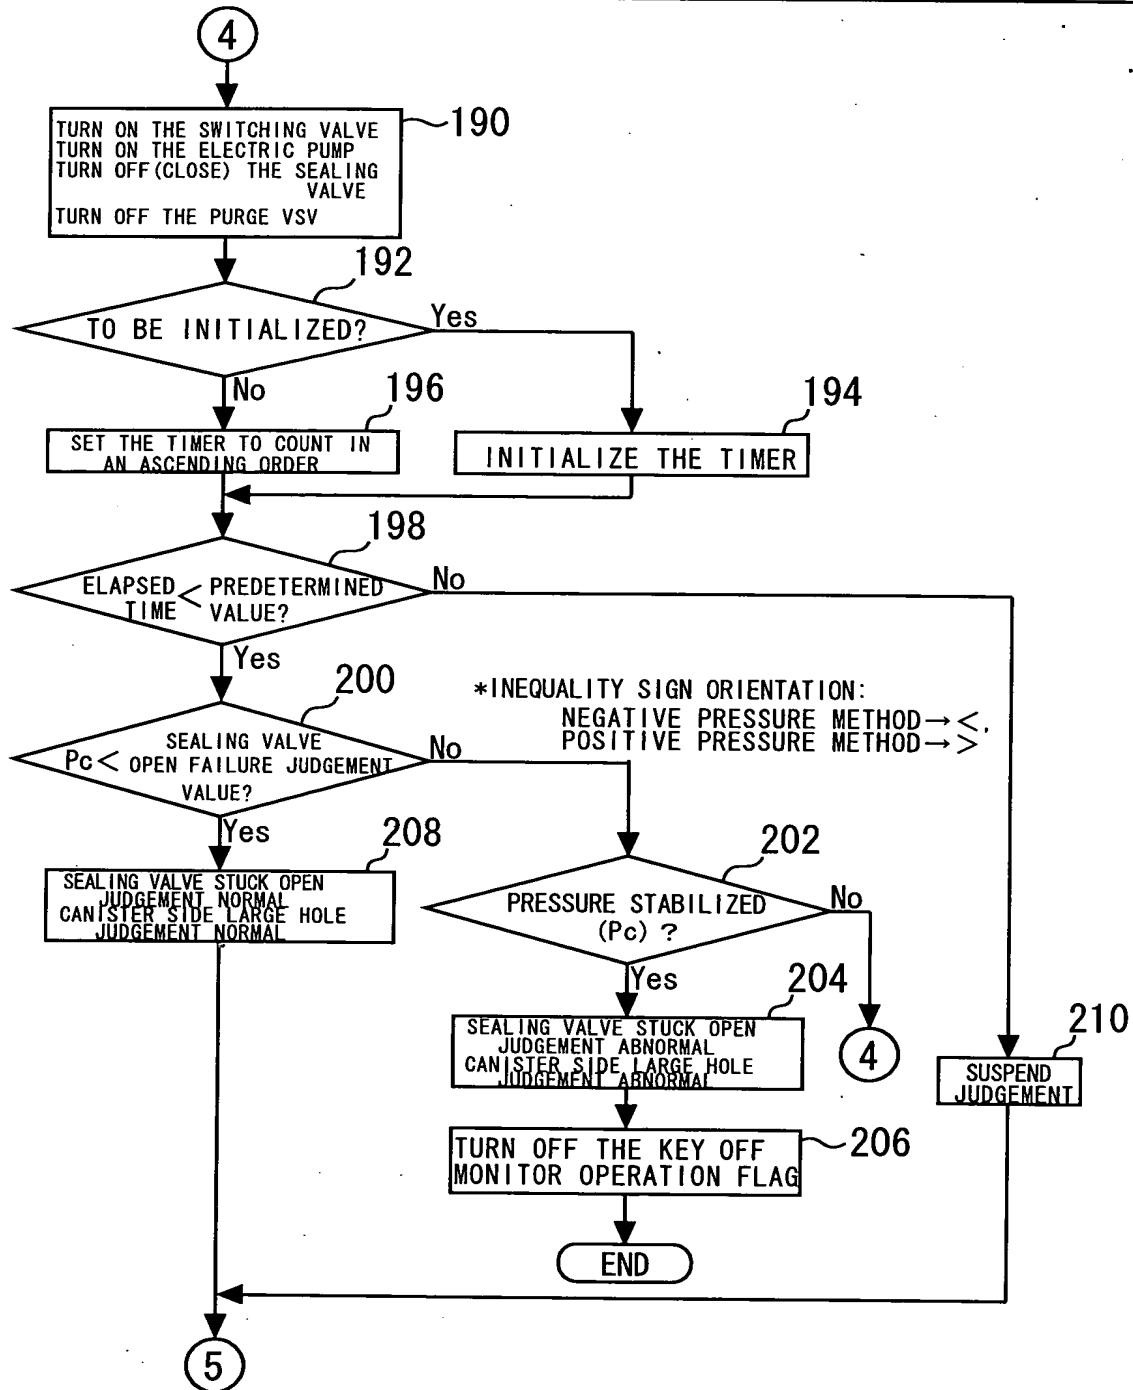 4
TURN ON THE SWITCHING VALVE
TURN ON THE ELECTRIC PUMP
TURN OFF(CLOSE) THE SEALING
VALVE
TURN OFF THE PURGE VSV
190
192
TO BE INITIALIZED?
Yes
No
196
SET THE TIMER TO COUNT IN
AN ASCENDING ORDER
194
INITIALIZE THE TIMER
198
ELAPSED TIME < PREDETERMINED VALUE?
No
Yes
200
*INEQUALITY SIGN ORIENTATION:
NEGATIVE PRESSURE METHOD→<,
POSITIVE PRESSURE METHOD→>
SEALING VALVE
Pc< OPEN FAILURE JUDGEMENT
VALUE?
No
Yes
208
SEALING VALVE STUCK OPEN
JUDGEMENT NORMAL
CANISTER SIDE LARGE HOLE
JUDGEMENT NORMAL
202
PRESSURE STABILIZED
(Pc) ?
No
Yes
204
SEALING VALVE STUCK OPEN
JUDGEMENT ABNORMAL
CANISTER SIDE LARGE HOLE
JUDGEMENT ABNORMAL
4
210
SUSPEND
JUDGEMENT
206
TURN OFF THE KEY OFF
MONITOR OPERATION FLAG
END
5